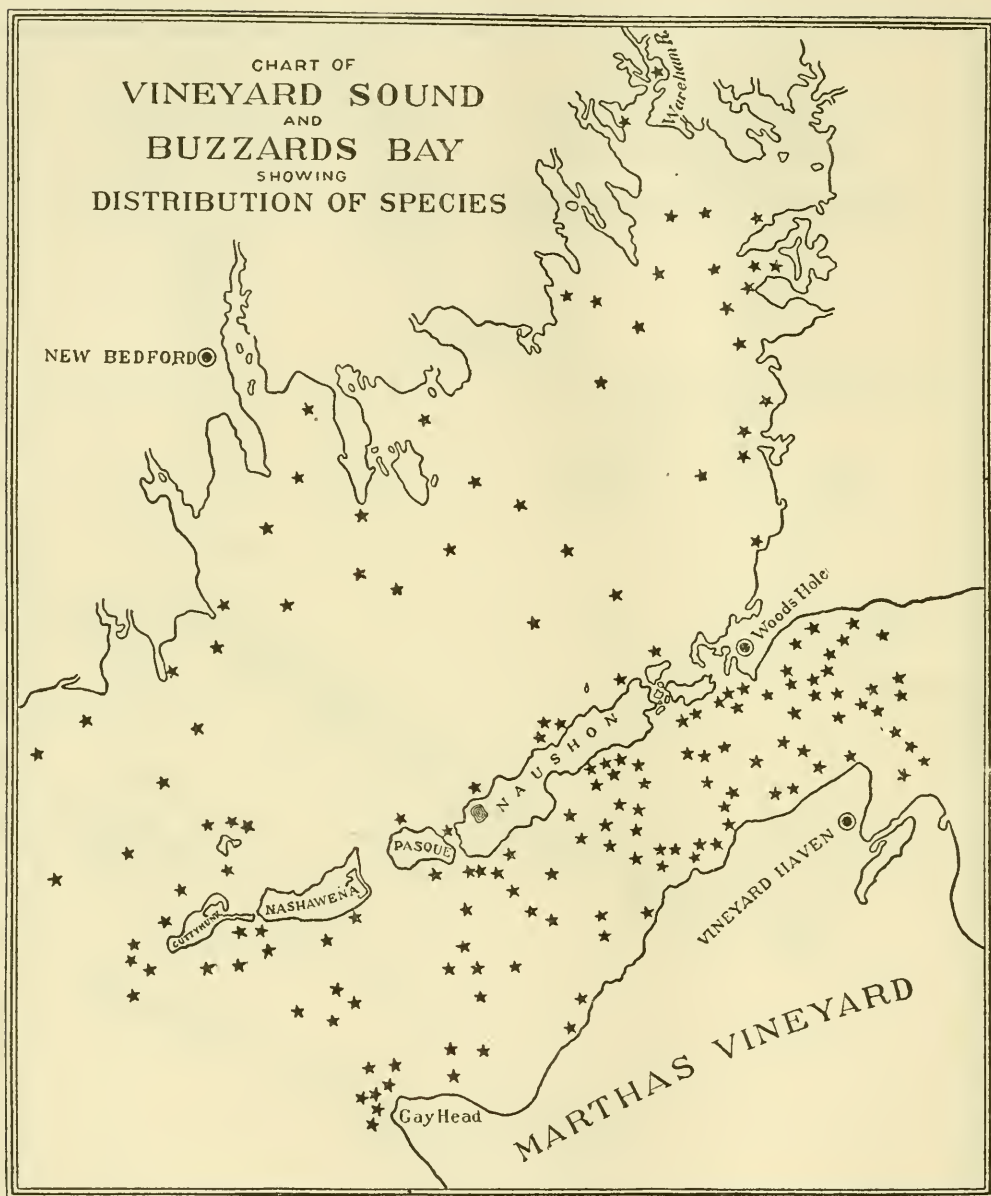 CHART OF
VINEYARD SOUND
AND
BUZZARDS BAY
SHOWING
DISTRIBUTION OF SPECIES
Wareham R.
NEW BEDFORD
Woods Hole
NAUSHON
PASQUE
NASHAWENA
CUTTYHUNK
VINEYARD HAVEN
MARTHAS VINEYARD
Gay Head